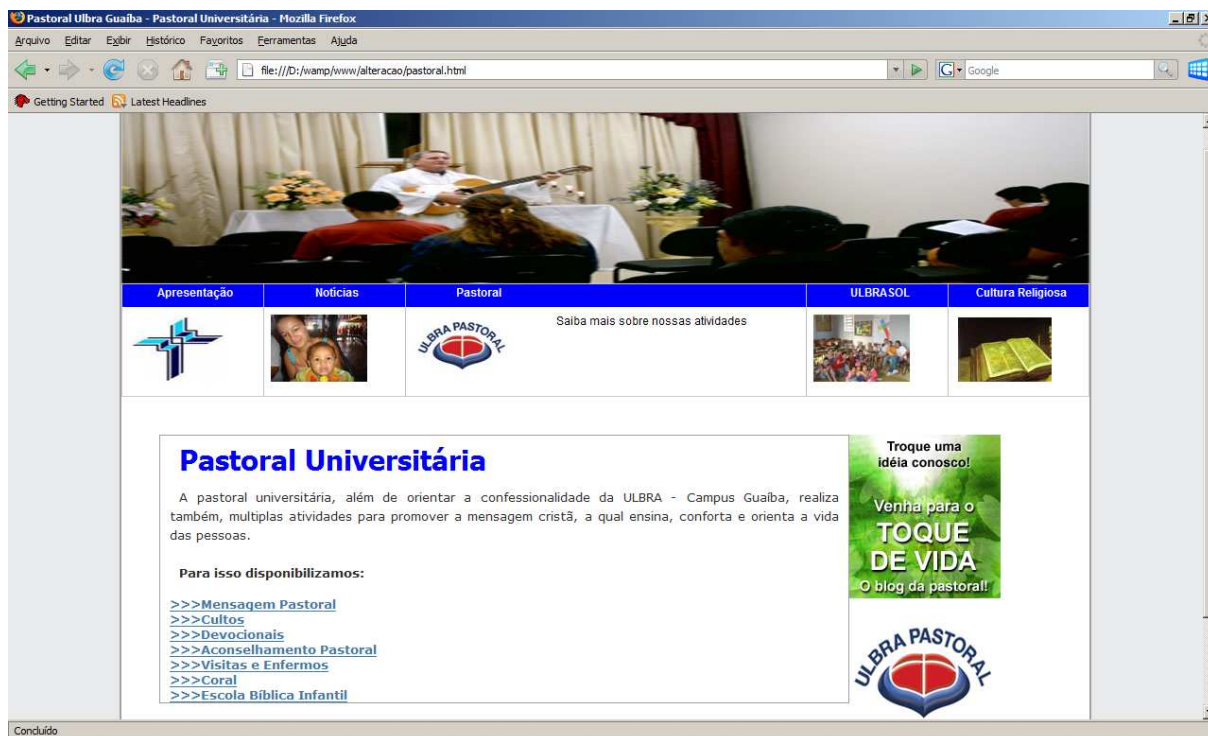 Pastoral Ulbra Guaíba - Pastoral Universitária - Mozilla Firefox
Arquivo Editar Exibir Histórico Favoritos Ferramentas Ajuda
file:///D:/wamp/www/alteracao/pastoral.html
G Google
Getting Started Latest Headlines
Apresentação Noticias Pastoral ULBRASOL Cultura Religiosa
ULBRA PASTORAL
Saiba mais sobre nossas atividades
Pastoral Universitária
A pastoral universitária, além de orientar a confessionalidade da ULBRA - Campus Guaíba, realiza
também, multiplas atividades para promover a mensagem cristã, a qual ensina, conforta e orienta a vida
das pessoas.
Para isso disponibilizamos:
>>>Mensagem Pastoral
>>>Cultos
>>>Devocionais
>>>Aconselhamento Pastoral
>>>Visitas e Enfermos
>>>Coral
>>>Escola Bíblica Infantil
Troque uma
idéia conosco!
Venha para o
TOQUE
DE VIDA
O blog da pastoral!
ULBRA PASTORAL
Concluído